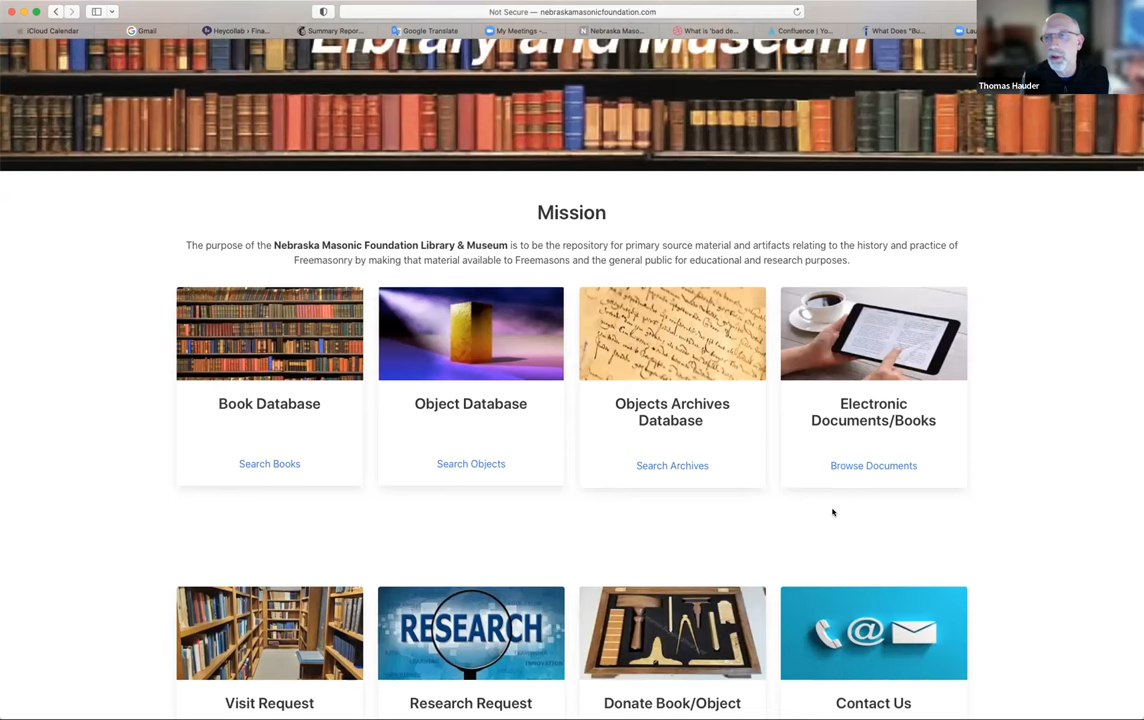 Not Secure — nebraskamasonicfoundation.com
iCloud Calendar
Gmail
Heycollab › Fina...
Summary Repor...
Google Translate
My Meetings -...
Nebraska Maso...
What is 'bad de...
Confluence | Yo...
What Does "Bu...
Lau
Thomas Hauder
Library and Museum
Mission
The purpose of the Nebraska Masonic Foundation Library & Museum is to be the repository for primary source material and artifacts relating to the history and practice of
Freemasonry by making that material available to Freemasons and the general public for educational and research purposes.
Book Database
Object Database
Objects Archives
Database
Electronic
Documents/Books
Search Books
Search Objects
Search Archives
Browse Documents
RESEARCH
Visit Request
Research Request
Donate Book/Object
Contact Us